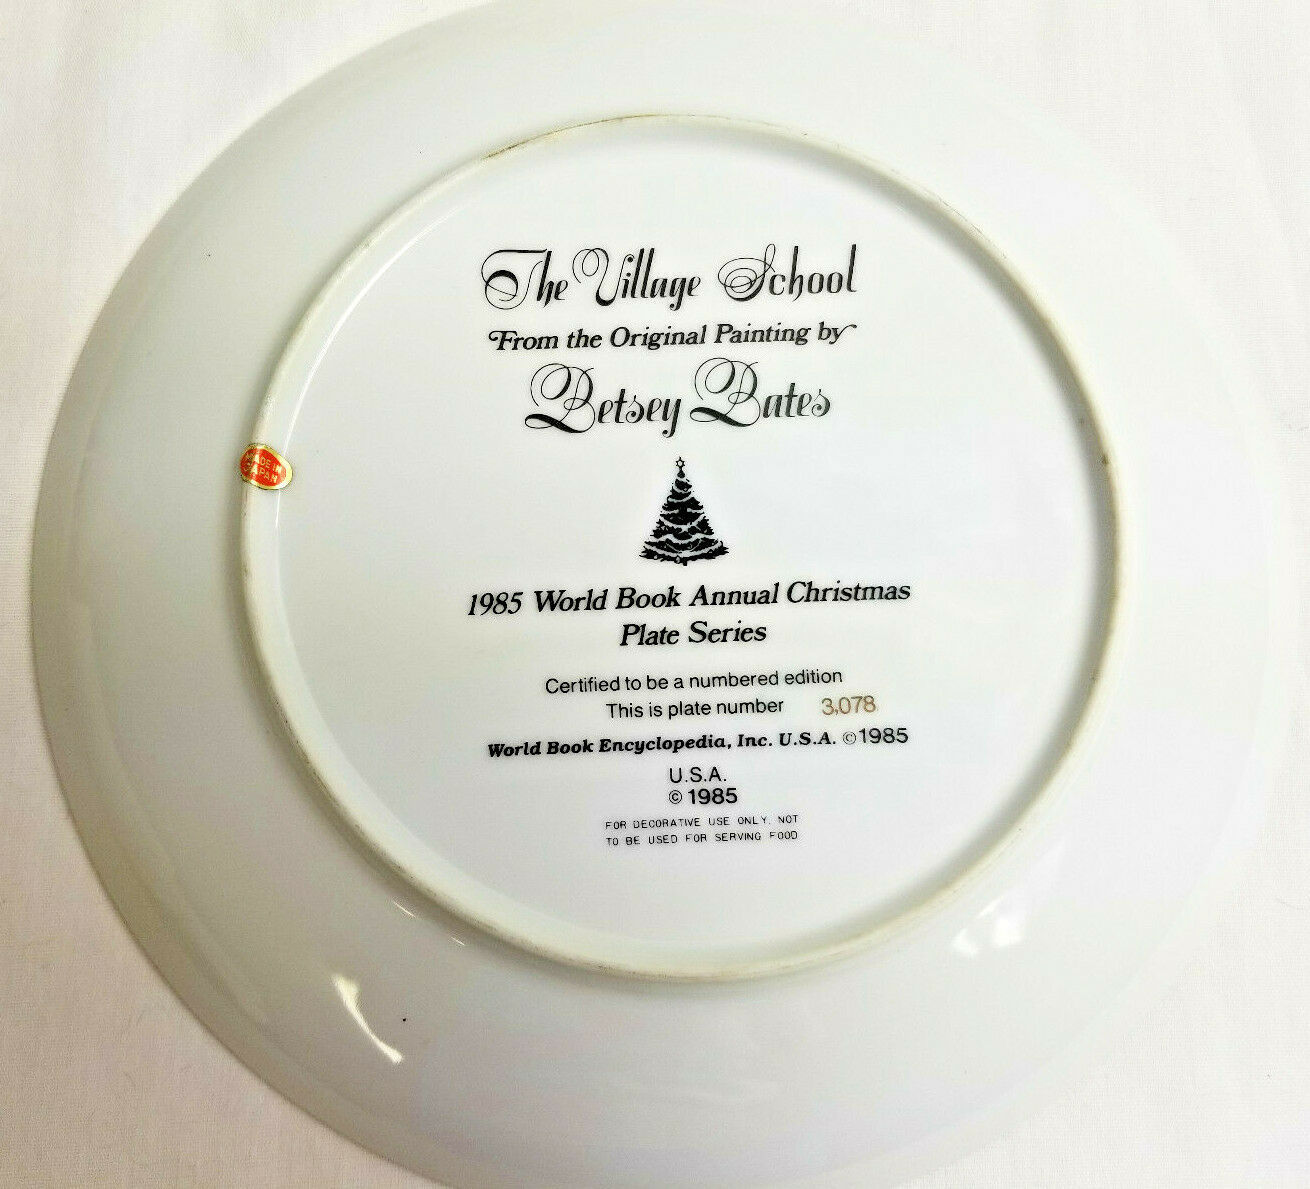 The Village School
From the Original Painting by
Betsey Bates
MADE IN
JAPAN
1985 World Book Annual Christmas
Plate Series
Certified to be a numbered edition
This is plate number 3,078
World Book Encyclopedia, Inc. U.S.A. ©1985
U.S.A.
© 1985
FOR DECORATIVE USE ONLY, NOT
TO BE USED FOR SERVING FOOD